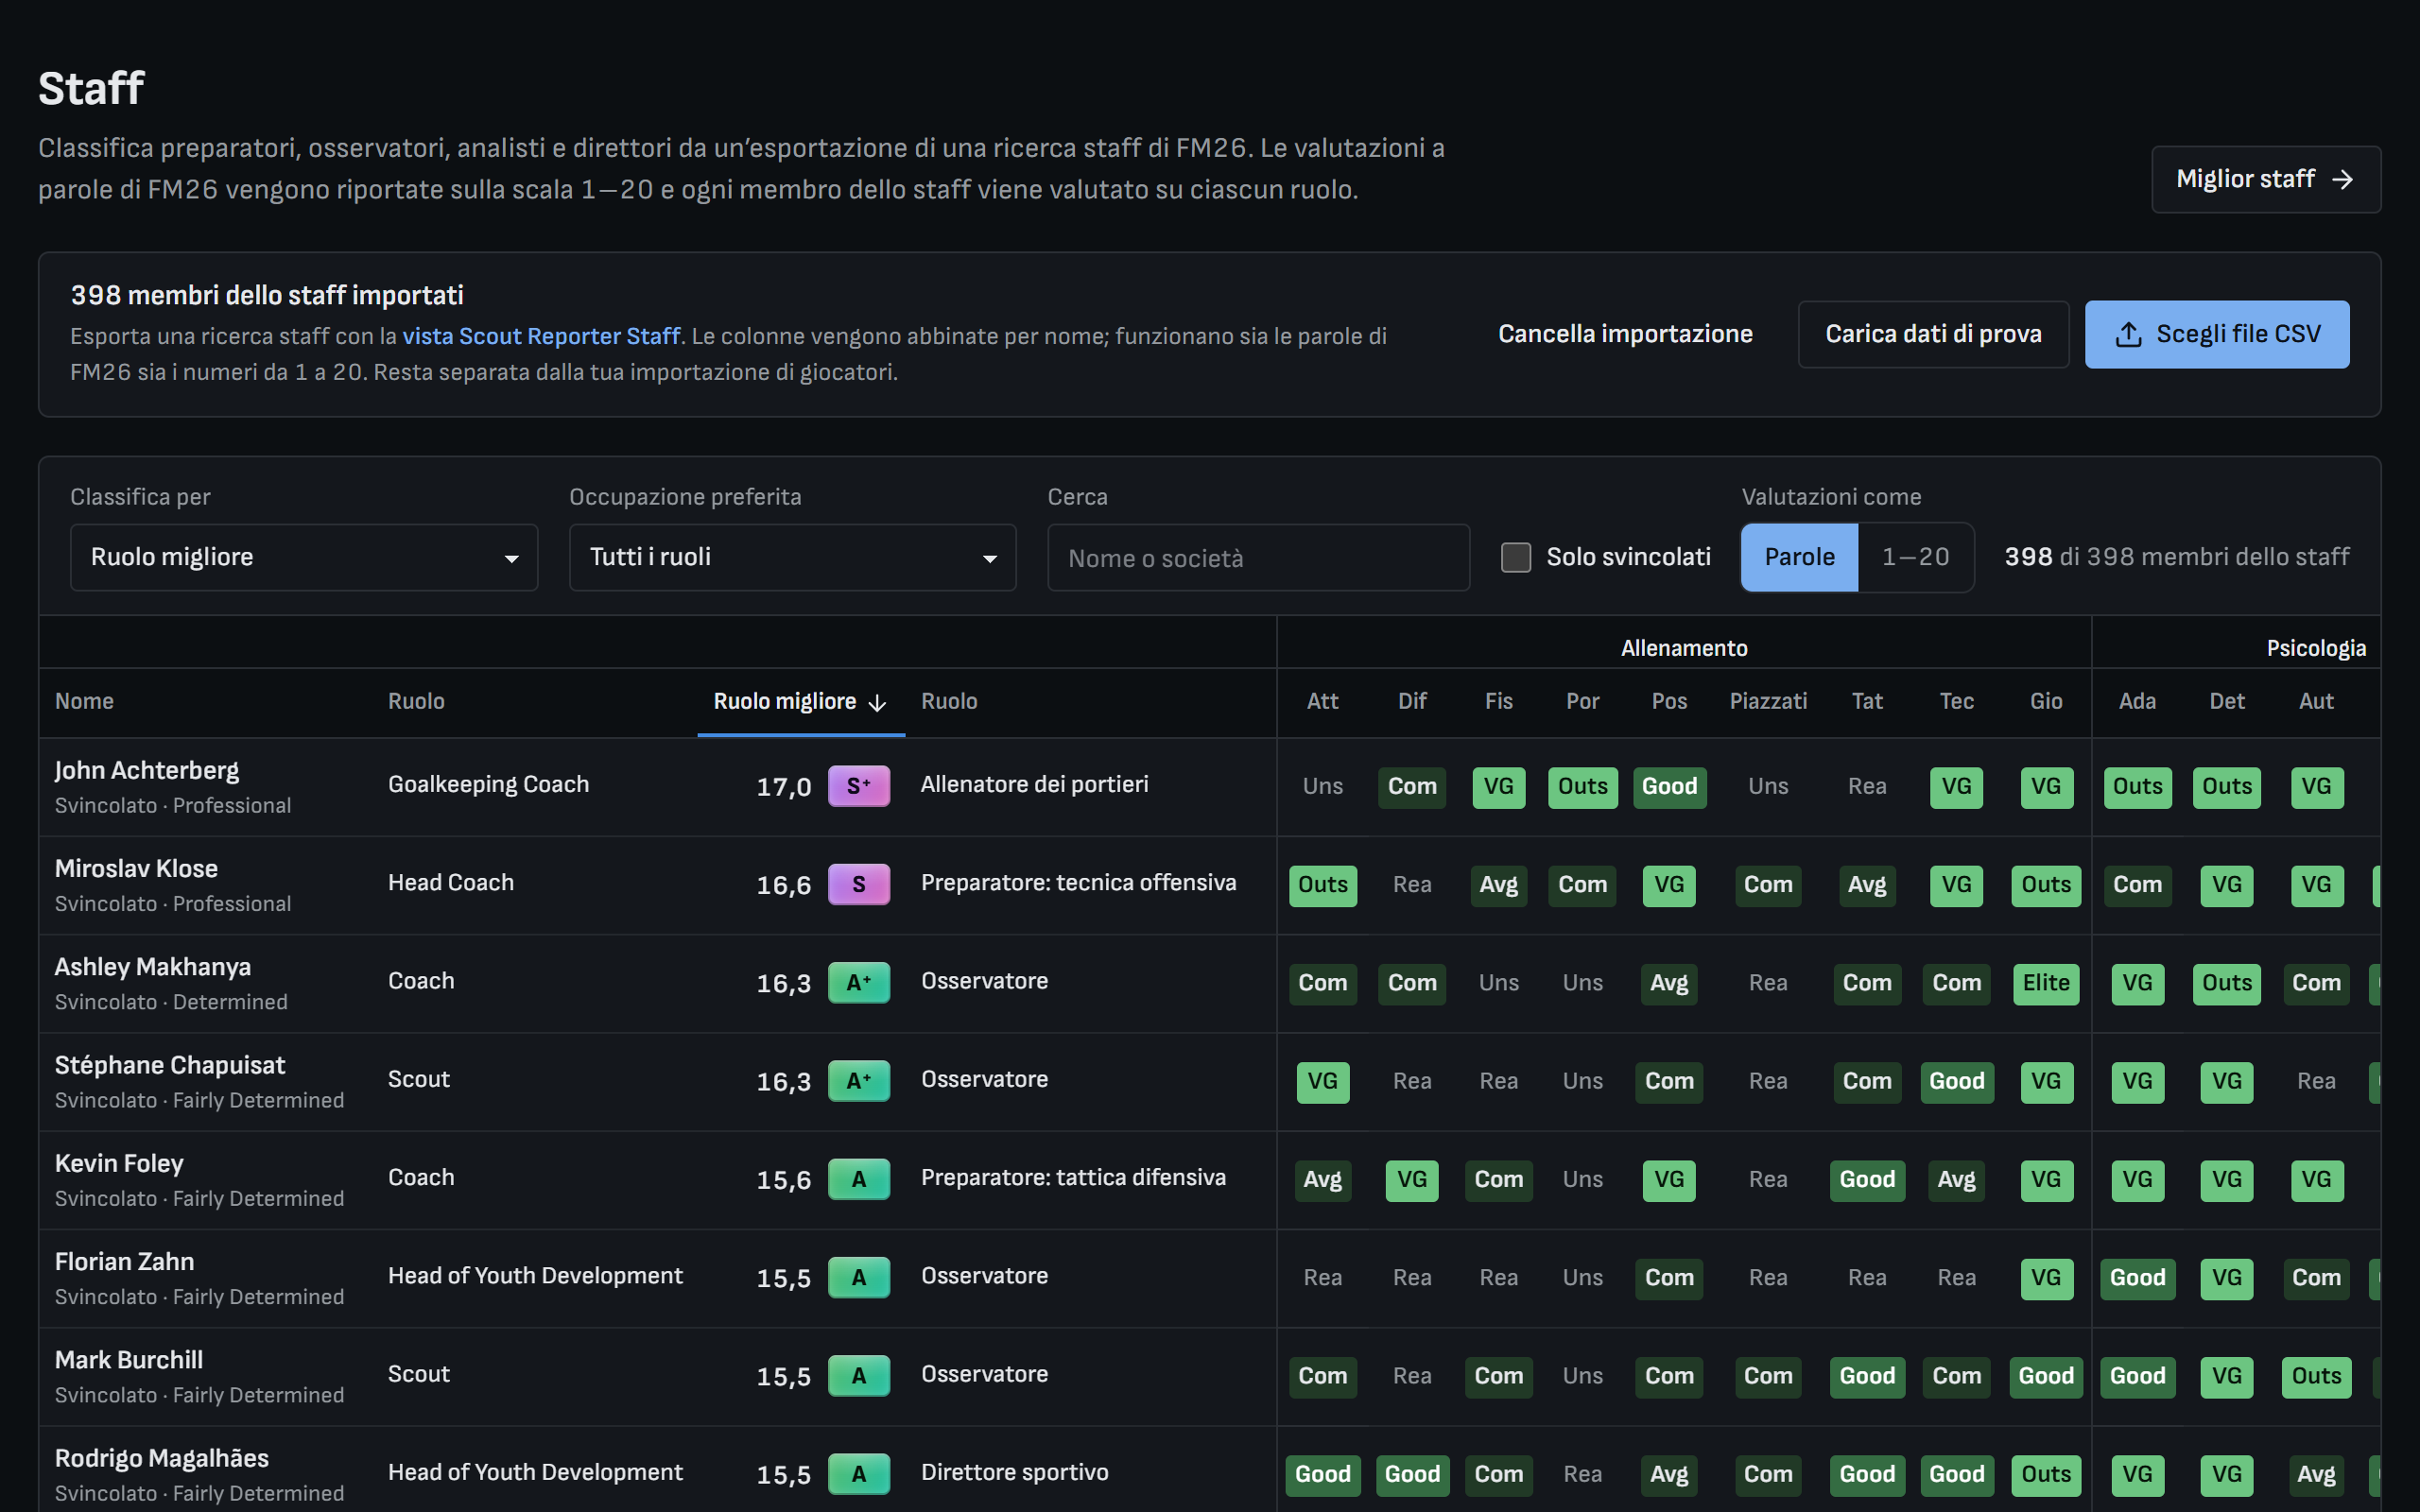 Staff
Classifica preparatori, osservatori, analisti e direttori da un’esportazione di una ricerca staff di FM26. Le valutazioni a
parole di FM26 vengono riportate sulla scala 1–20 e ogni membro dello staff viene valutato su ciascun ruolo.
Miglior staff →
398 membri dello staff importati
Esporta una ricerca staff con la vista Scout Reporter Staff. Le colonne vengono abbinate per nome; funzionano sia le parole di
FM26 sia i numeri da 1 a 20. Resta separata dalla tua importazione di giocatori.
Cancella importazione Carica dati di prova Scegli file CSV
Classifica per Occupazione preferita Cerca Valutazioni come
Ruolo migliore Tutti i ruoli Nome o società Solo svincolati Parole 1–20 398 di 398 membri dello staff
Allenamento Psicologia
Nome Ruolo Ruolo migliore ↓ Ruolo Att Dif Fis Por Pos Piazzati Tat Tec Gio Ada Det Aut
John Achterberg
Svincolato · Professional
Goalkeeping Coach 17,0 S+ Allenatore dei portieri Uns Com VG Outs Good Uns Rea VG VG Outs Outs VG
Miroslav Klose
Svincolato · Professional
Head Coach 16,6 S Preparatore: tecnica offensiva Outs Rea Avg Com VG Com Avg VG Outs Com VG VG
Ashley Makhanya
Svincolato · Determined
Coach 16,3 A+ Osservatore Com Com Uns Uns Avg Rea Com Com Elite VG Outs Com
Stéphane Chapuisat
Svincolato · Fairly Determined
Scout 16,3 A+ Osservatore VG Rea Rea Uns Com Rea Com Good VG VG VG Rea
Kevin Foley
Svincolato · Fairly Determined
Coach 15,6 A Preparatore: tattica difensiva Avg VG Com Uns VG Rea Good Avg VG VG VG VG
Florian Zahn
Svincolato · Fairly Determined
Head of Youth Development 15,5 A Osservatore Rea Rea Rea Uns Com Rea Rea Rea VG Good VG Com
Mark Burchill
Svincolato · Fairly Determined
Scout 15,5 A Osservatore Com Rea Com Uns Com Com Good Com Good Good VG Outs
Rodrigo Magalhães
Svincolato · Fairly Determined
Head of Youth Development 15,5 A Direttore sportivo Good Good Com Rea Avg Com Good Good Outs VG VG Avg